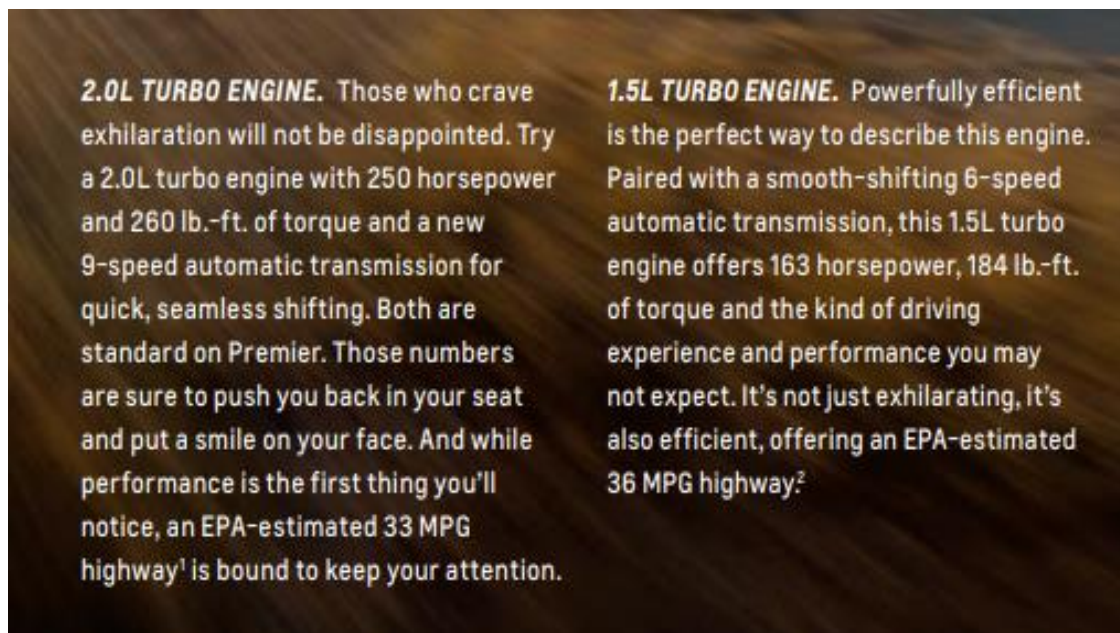 2.0L TURBO ENGINE. Those who crave
exhilaration will not be disappointed. Try
a 2.0L turbo engine with 250 horsepower
and 260 lb.-ft. of torque and a new
9-speed automatic transmission for
quick, seamless shifting. Both are
standard on Premier. Those numbers
are sure to push you back in your seat
and put a smile on your face. And while
performance is the first thing you'll
notice, an EPA-estimated 33 MPG
highway¹ is bound to keep your attention.
1.5L TURBO ENGINE. Powerfully efficient
is the perfect way to describe this engine.
Paired with a smooth-shifting 6-speed
automatic transmission, this 1.5L turbo
engine offers 163 horsepower, 184 lb.-ft.
of torque and the kind of driving
experience and performance you may
not expect. It's not just exhilarating, it's
also efficient, offering an EPA-estimated
36 MPG highway.²